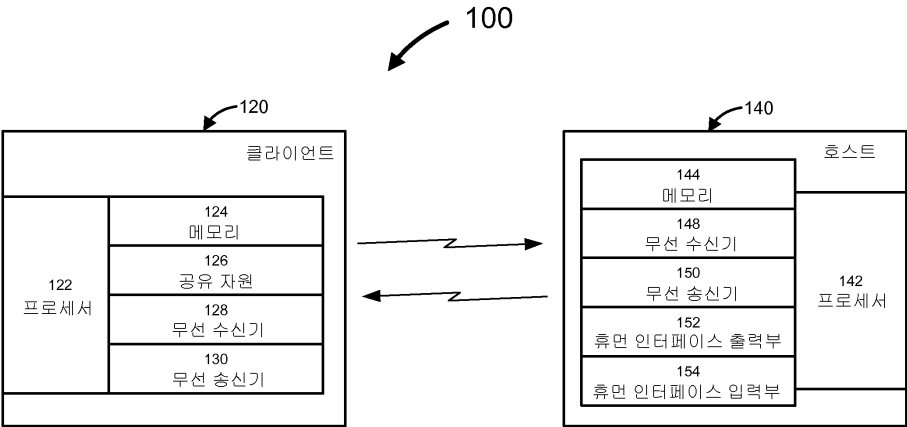 100
120
클라이언트
122
프로세서
124
메모리
126
공유 자원
128
무선 수신기
130
무선 송신기
140
호스트
144
메모리
148
무선 수신기
150
무선 송신기
152
휴먼 인터페이스 출력부
154
휴먼 인터페이스 입력부
142
프로세서